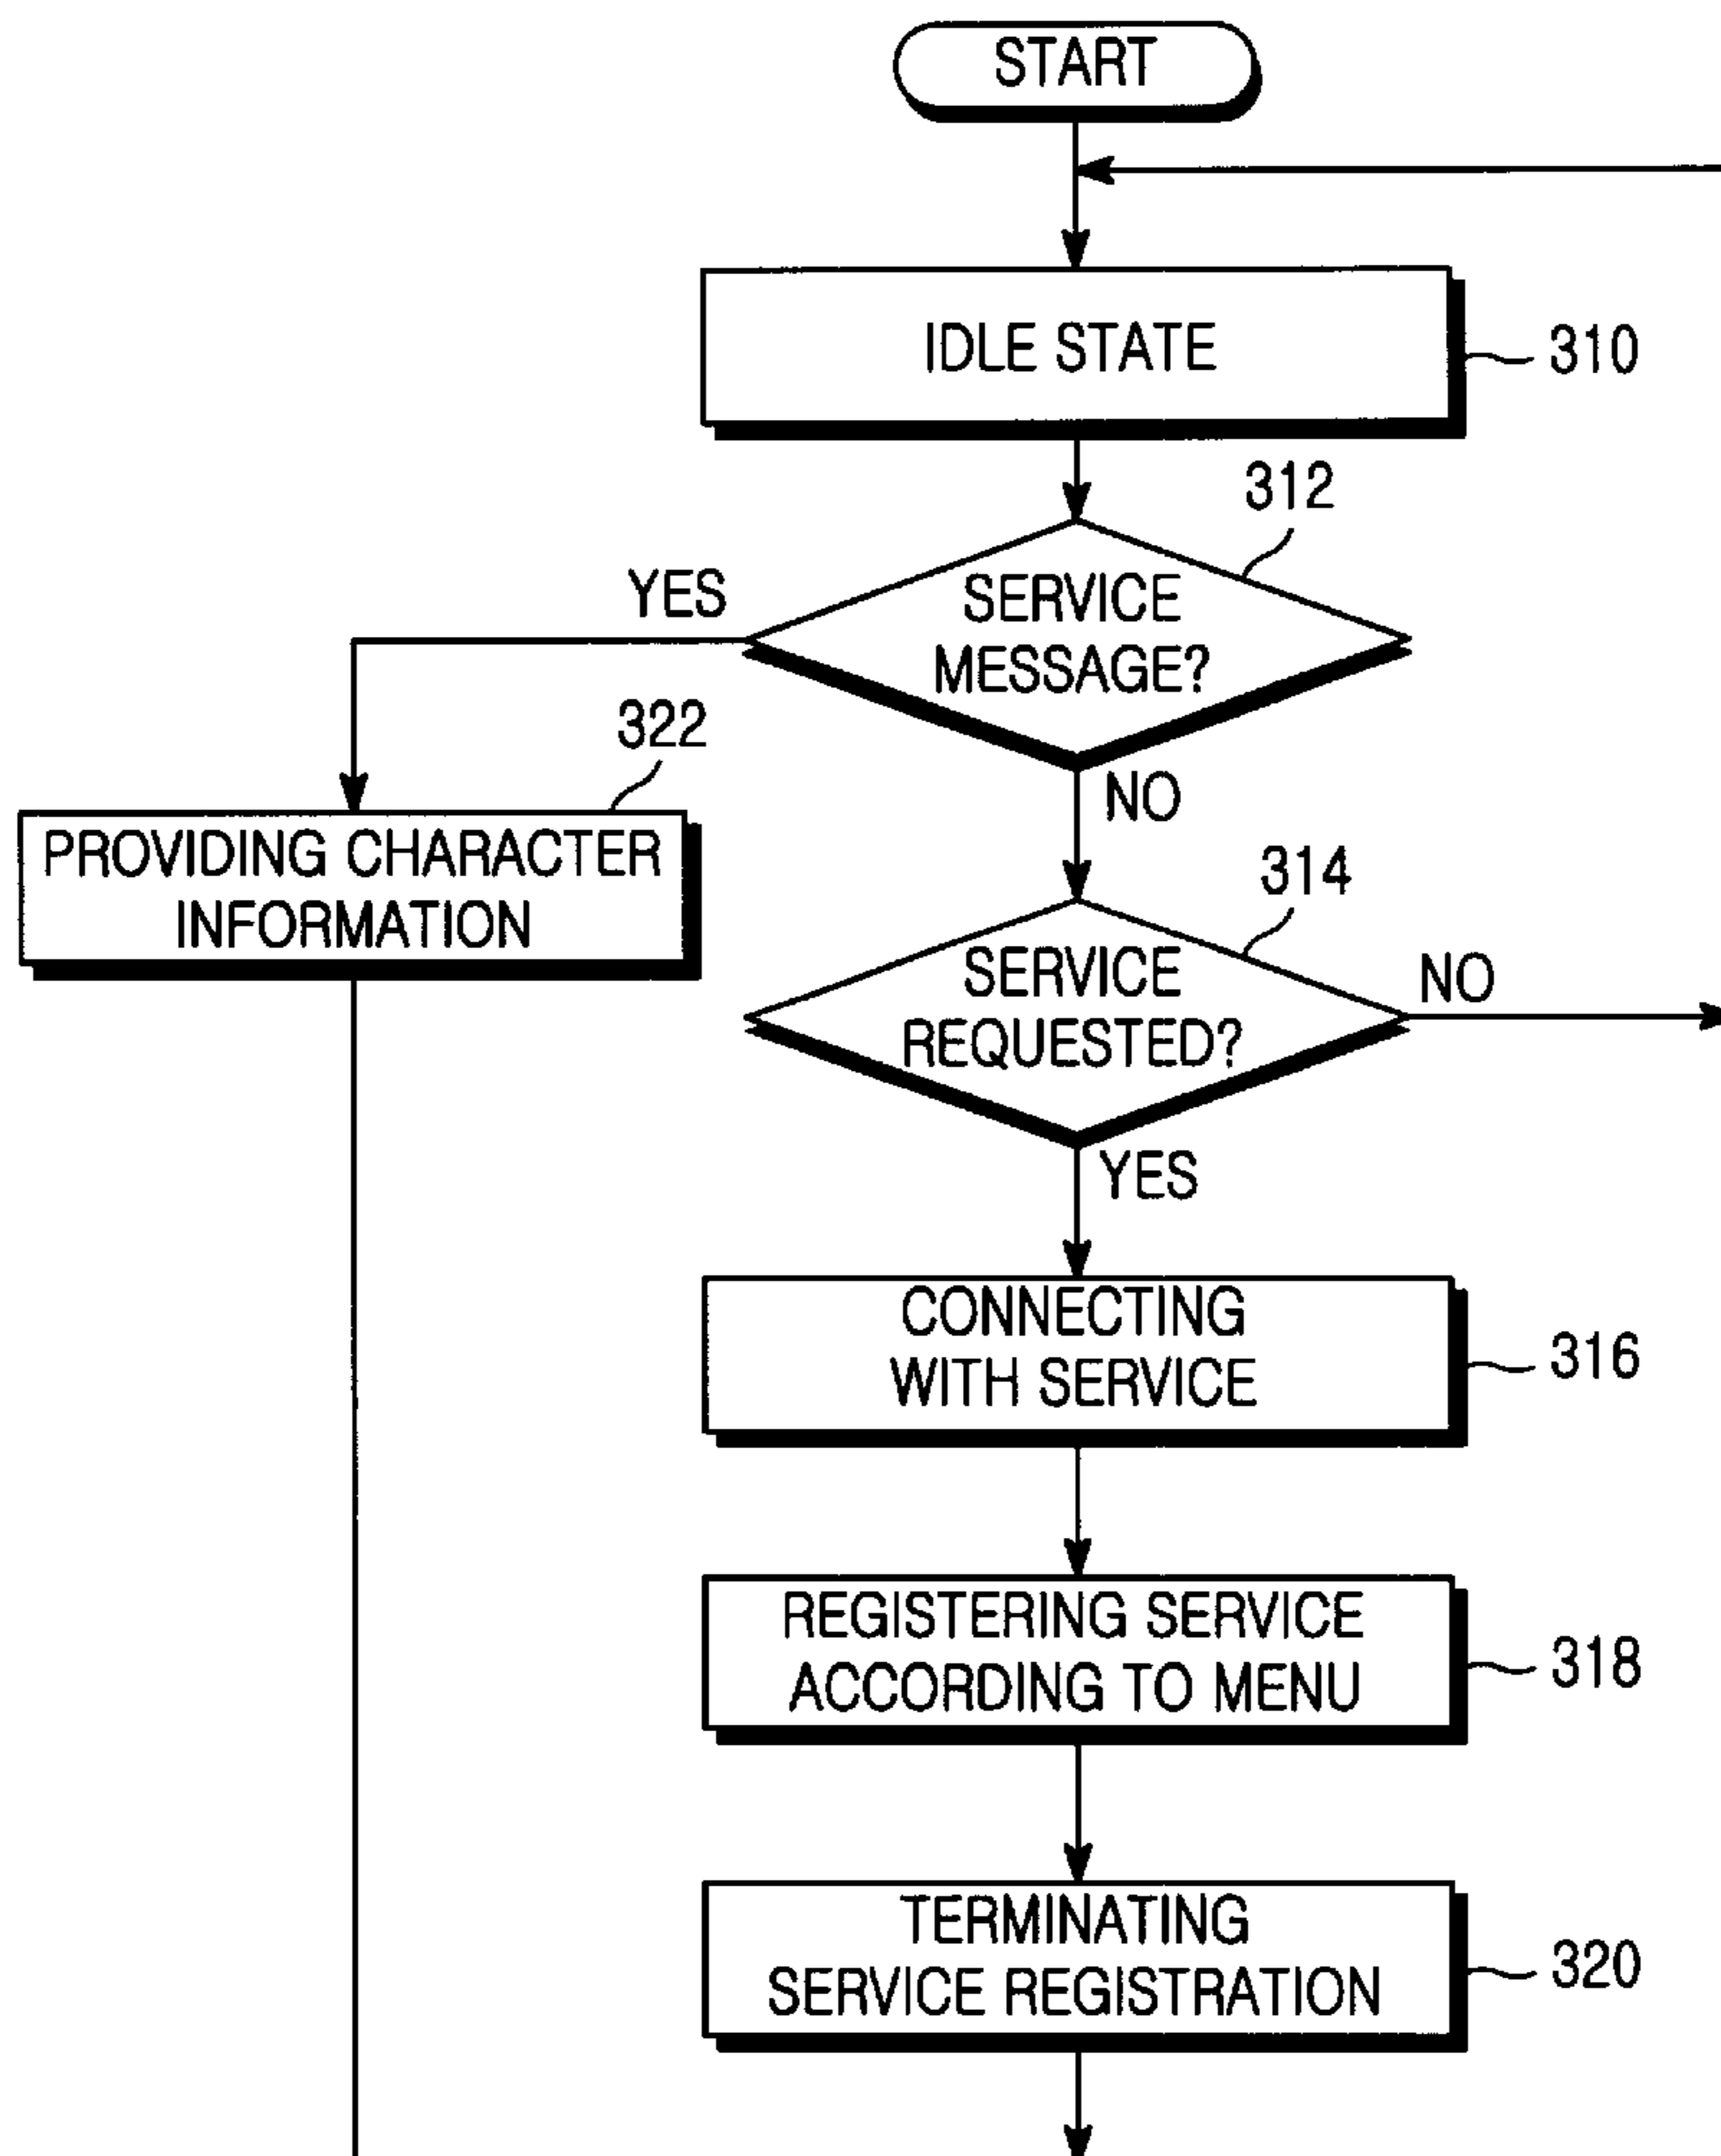 START
IDLE STATE
310
312
YES
SERVICE
MESSAGE?
322
NO
PROVIDING CHARACTER
INFORMATION
314
SERVICE
REQUESTED?
NO
YES
CONNECTING
WITH SERVICE
316
REGISTERING SERVICE
ACCORDING TO MENU
318
TERMINATING
SERVICE REGISTRATION
320